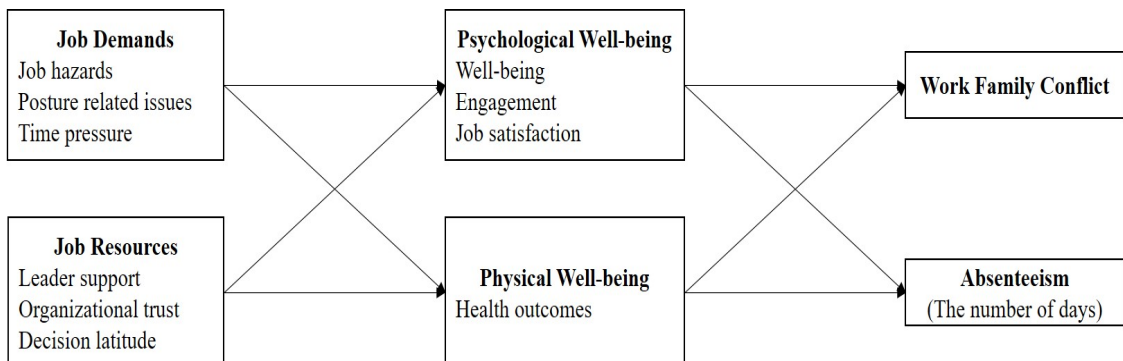 Job Demands
Job hazards
Posture related issues
Time pressure
Psychological Well-being
Well-being
Engagement
Job satisfaction
Work Family Conflict
Job Resources
Leader support
Organizational trust
Decision latitude
Physical Well-being
Health outcomes
Absenteeism
(The number of days)